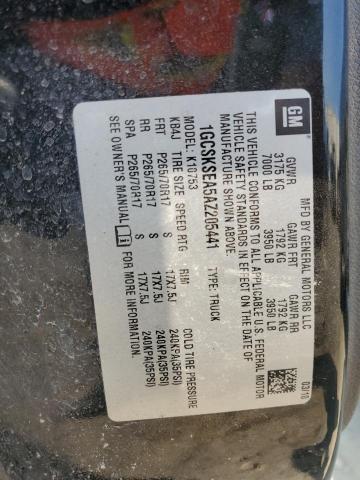 GM
MFD BY GENERAL MOTORS LLC 03/10
GVWR GAWR FRT GAWR RR
3175 KG 1792 KG 1792 KG
7000 LB 3950 LB 3950 LB
THIS VEHICLE CONFORMS TO ALL APPLICABLE U.S. FEDERAL MOTOR
VEHICLE SAFETY STANDARDS IN EFFECT ON THE DATE OF
MANUFACTURE SHOWN ABOVE.
1GCSKSEA5AZ205441 TYPE: TRUCK
MODEL: K10753
KB4J TIRE SIZE SPEED RTG RIM COLD TIRE PRESSURE
FRT P265/70R17 S 17X7.5J 240KPA(35PSI)
RR P265/70R17 S 17X7.5J 240KPA(35PSI)
SPA P265/70R17 S 17X7.5J 240KPA(35PSI)
SEE OWNER'S MANUAL FOR MORE INFORMATION.